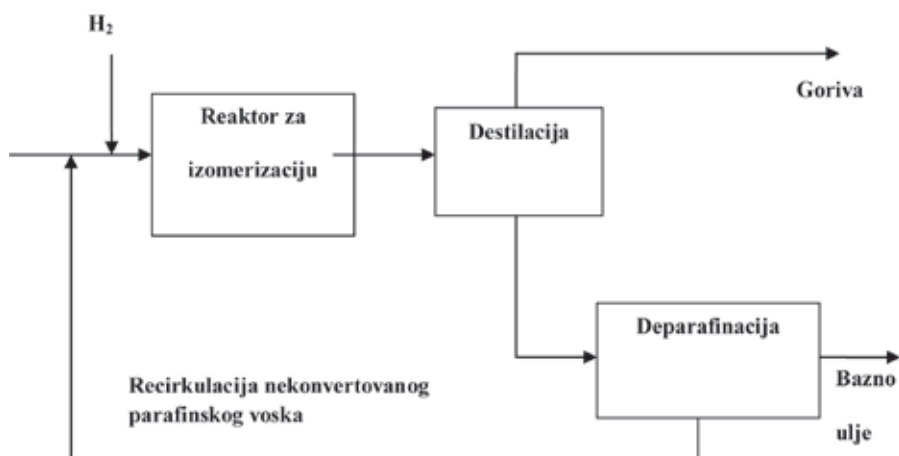 H₂
Reaktor za
izomerizaciju
Destilacija
Goriva
Deparafinacija
Bazno
ulje
Recirkulacija nekonvertovanog
parafinskog voska